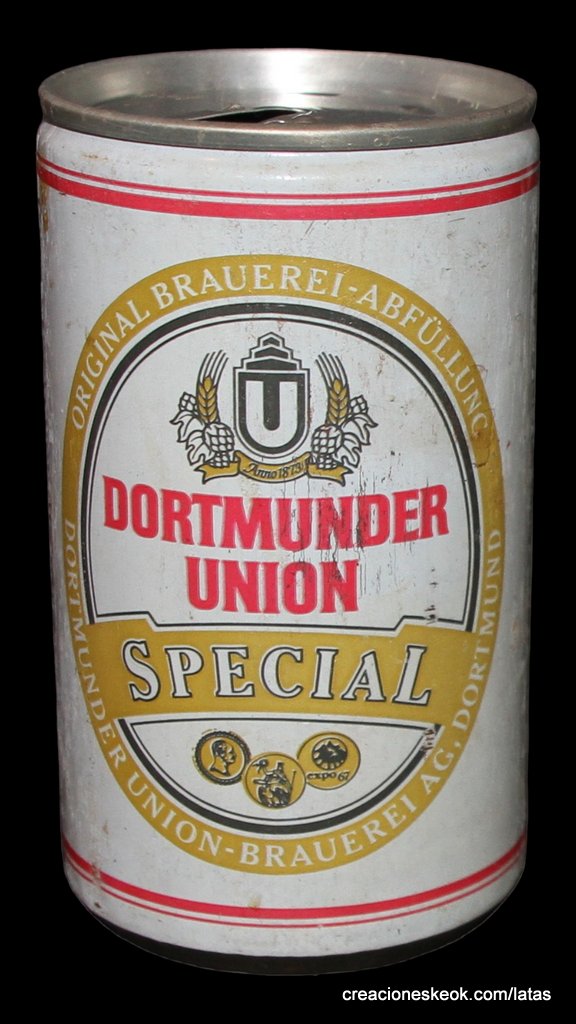 ORIGINAL BRAUEREI-ABFÜLLUNG
U
Anno 1873
DORTMUNDER
UNION
SPECIAL
expo 67
DORTMUNDER UNION-BRAUEREI AG, DORTMUND
creacioneskeok.com/latas